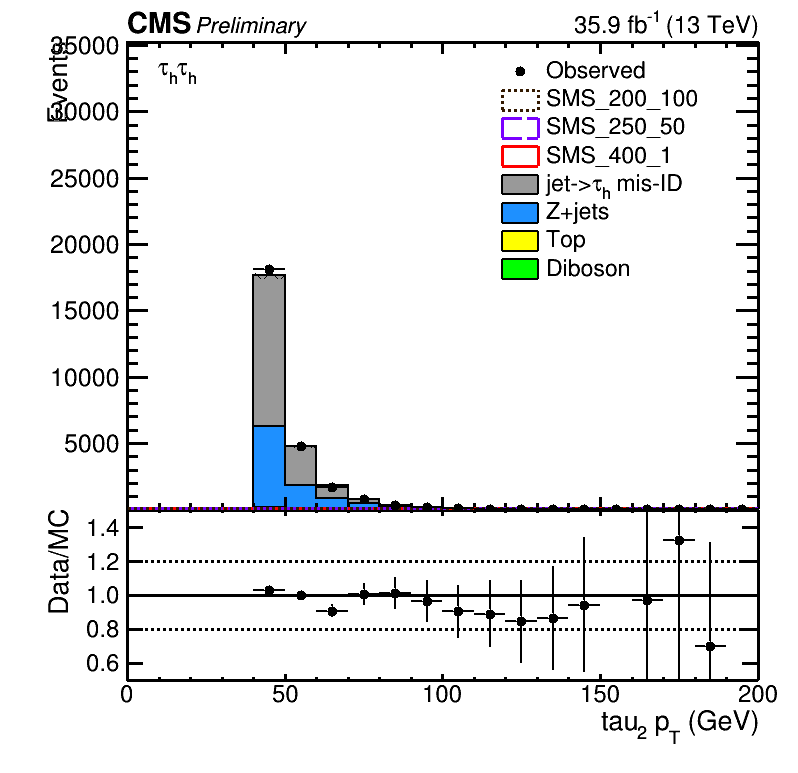 CMS Preliminary 35.9 fb⁻¹ (13 TeV)
Events
τhτh
Observed
SMS_200_100
SMS_250_50
SMS_400_1
jet->τh mis-ID
Z+jets
Top
Diboson
35000
30000
25000
20000
15000
10000
5000
Data/MC
1.4
1.2
1.0
0.8
0.6
0 50 100 150 200
tau2 pT (GeV)